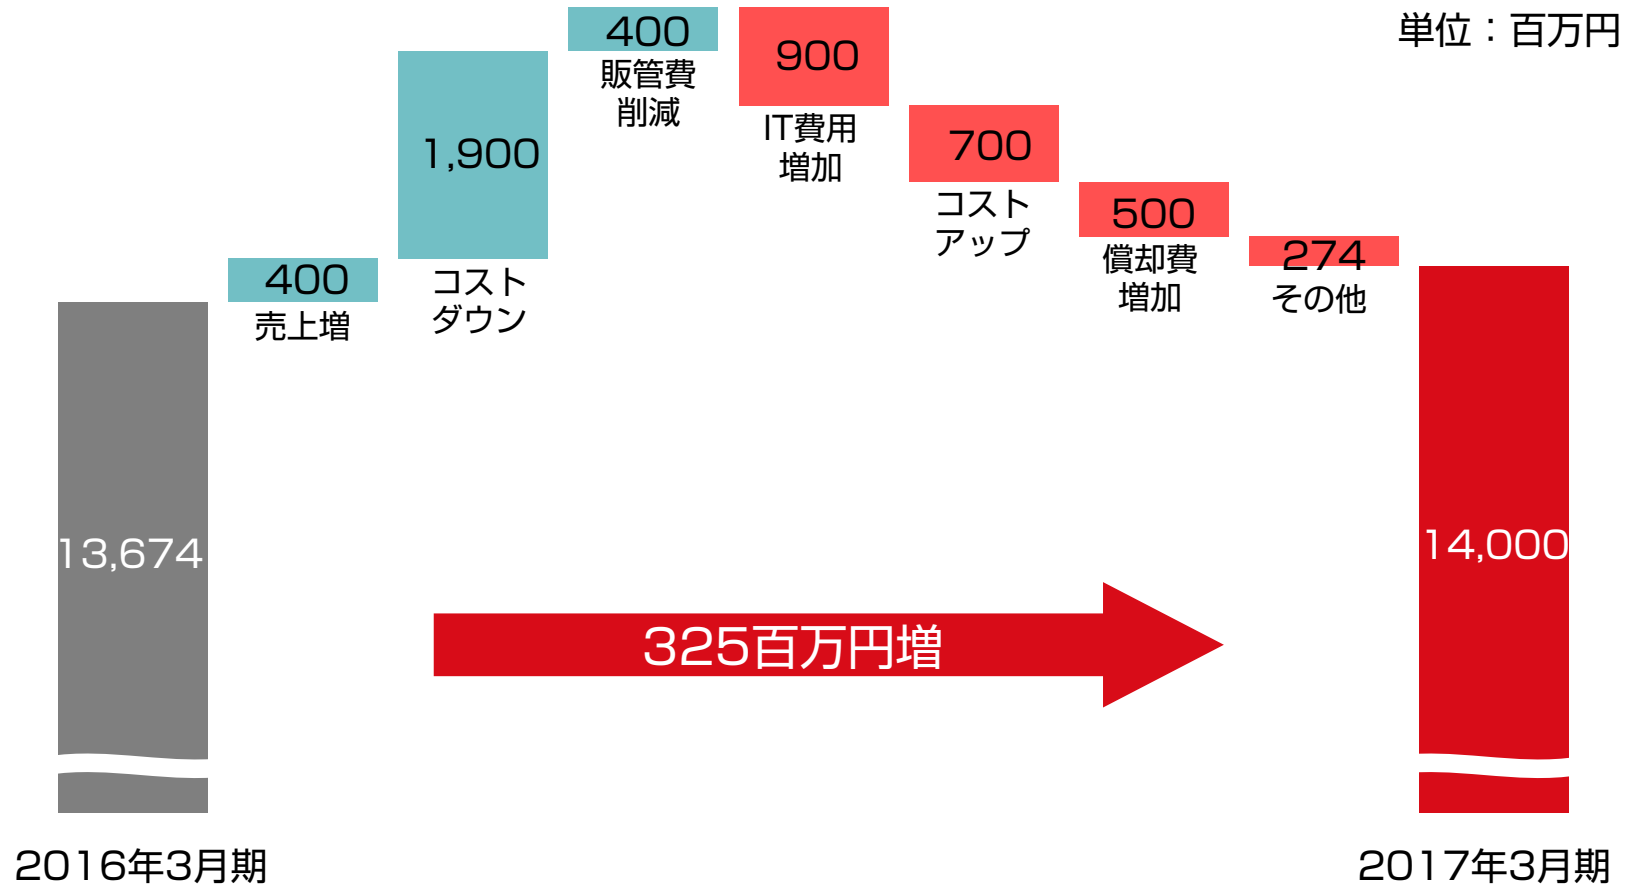 単位：百万円
400
販管費
削減
900
IT費用
増加
1,900
コスト
ダウン
700
コスト
アップ
500
償却費
増加
400
売上増
274
その他
13,674
14,000
325百万円増
2016年3月期
2017年3月期